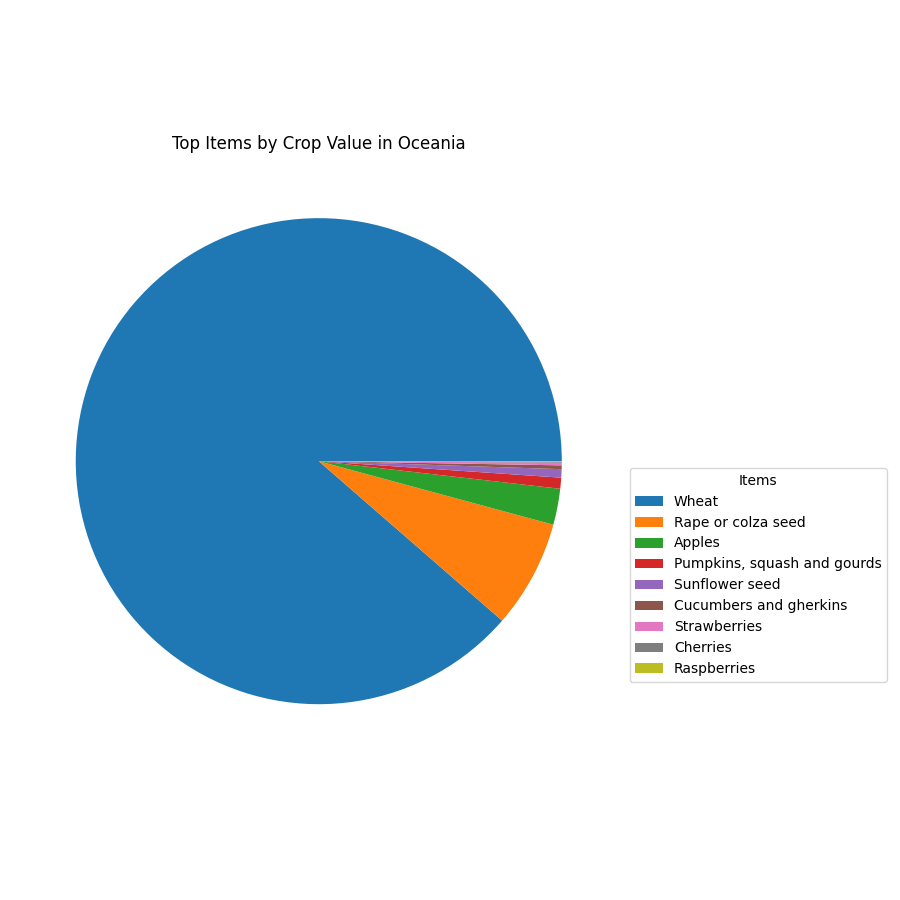 Top Items by Crop Value in Oceania
Items
Wheat
Rape or colza seed
Apples
Pumpkins, squash and gourds
Sunflower seed
Cucumbers and gherkins
Strawberries
Cherries
Raspberries